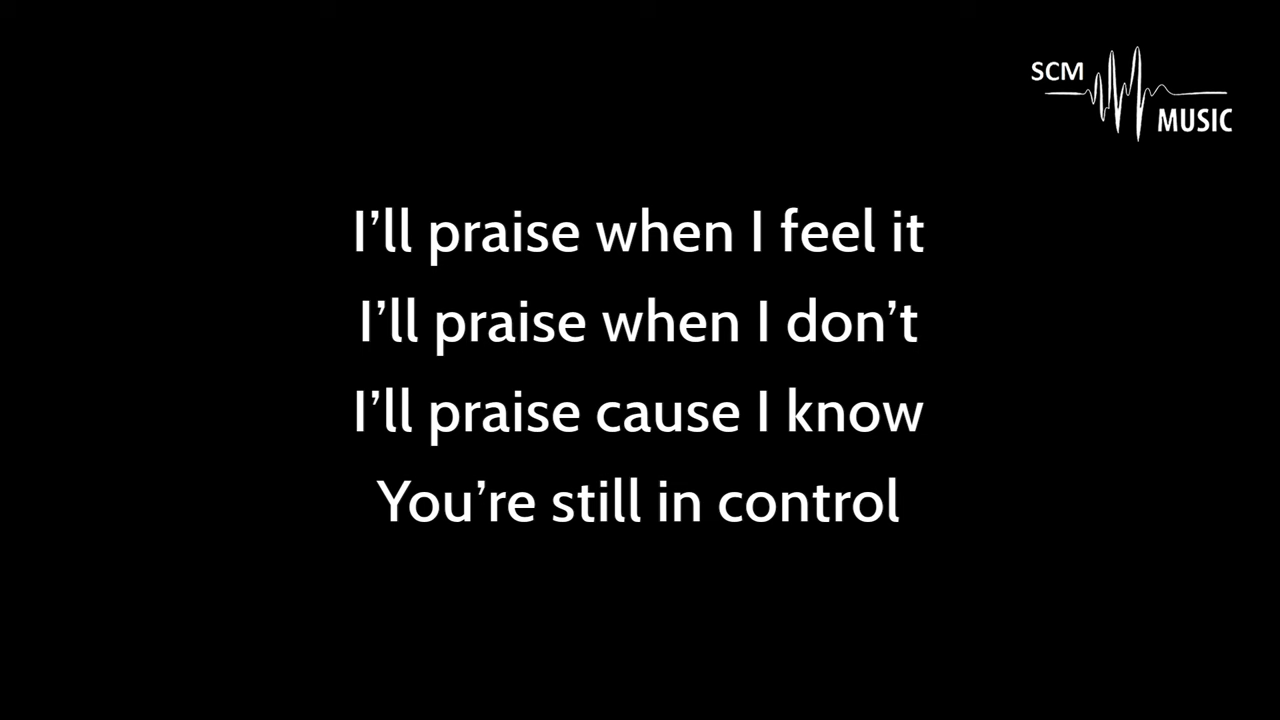 SCM
MUSIC
I’ll praise when I feel it
I’ll praise when I don’t
I’ll praise cause I know
You’re still in control